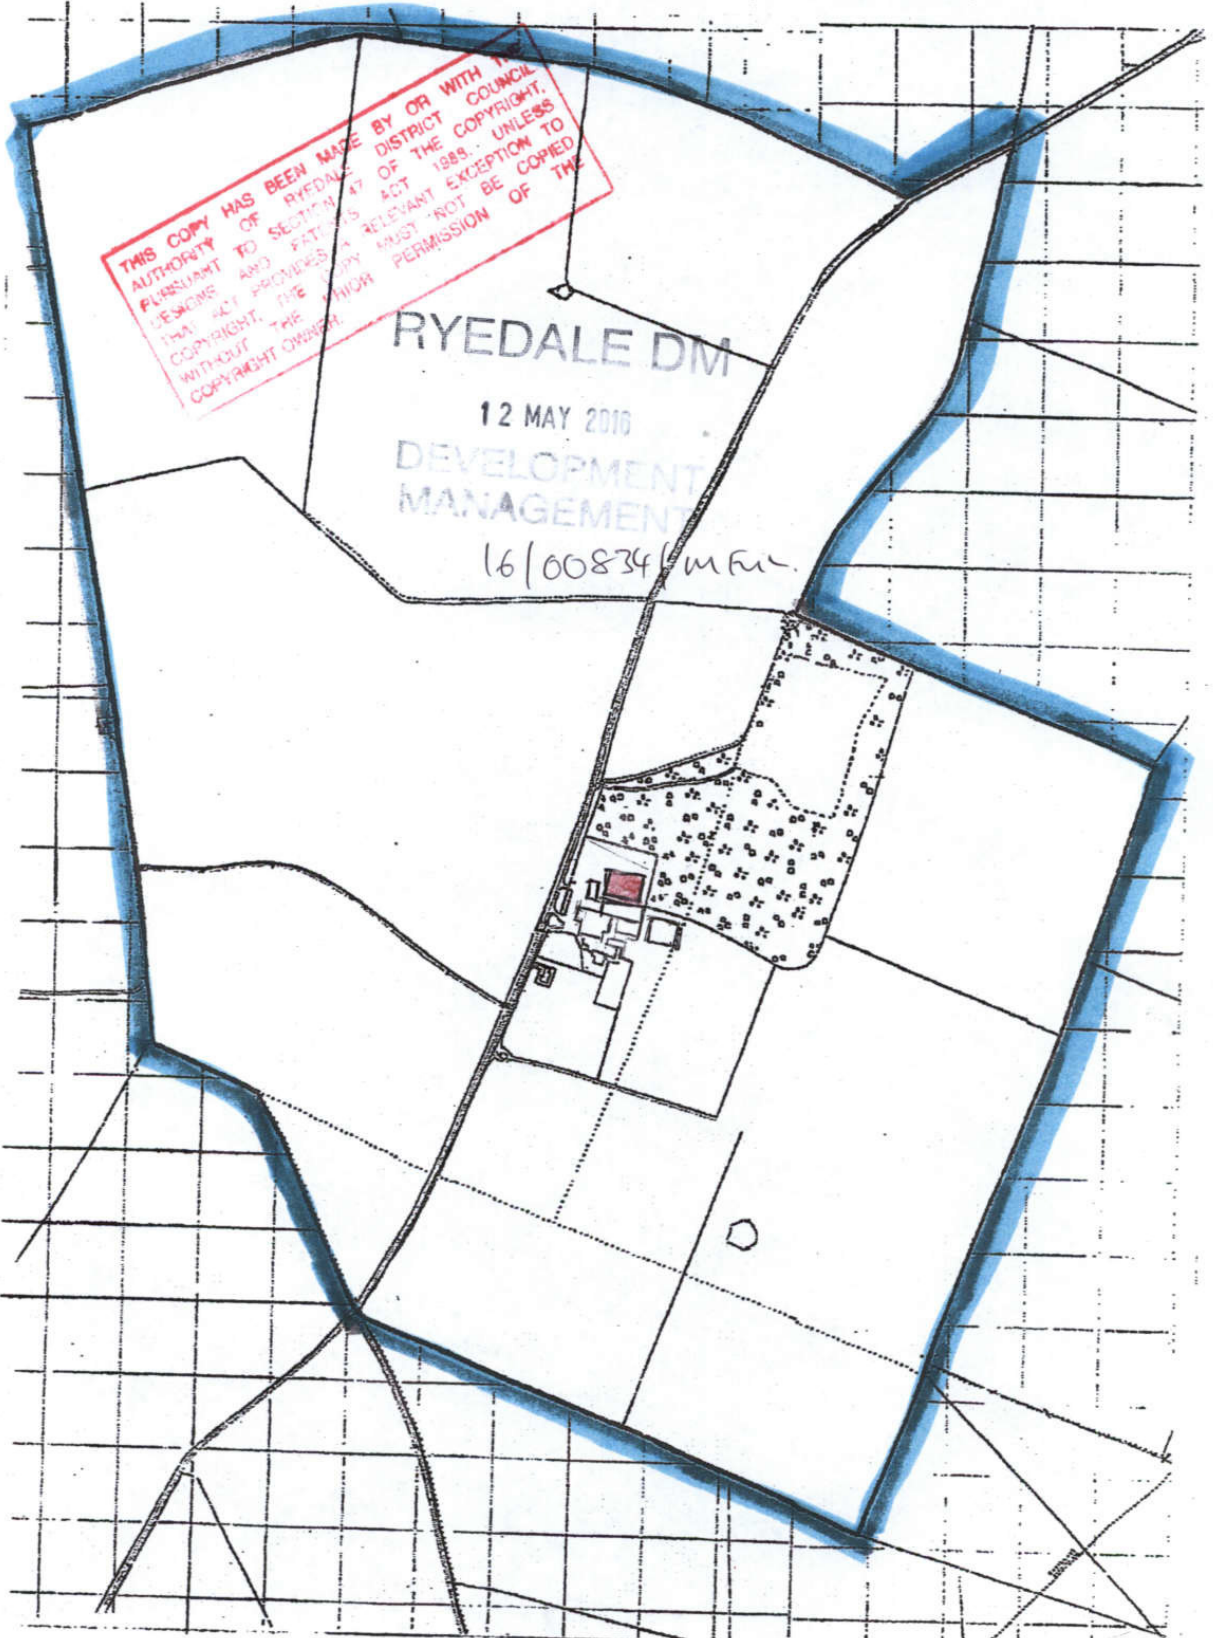 THIS COPY HAS BEEN MADE BY OR WITH THE
AUTHORITY OF RYEDALE DISTRICT COUNCIL
PURSUANT TO SECTION 47 OF THE COPYRIGHT,
DESIGNS AND PATENTS ACT 1988. UNLESS
THAT ACT PROVIDES A RELEVANT EXCEPTION TO
COPYRIGHT, THE COPY MUST NOT BE COPIED
WITHOUT THE PRIOR PERMISSION OF THE
COPYRIGHT OWNER.
RYEDALE DM
12 MAY 2016
DEVELOPMENT
MANAGEMENT
16/00834/MFUL